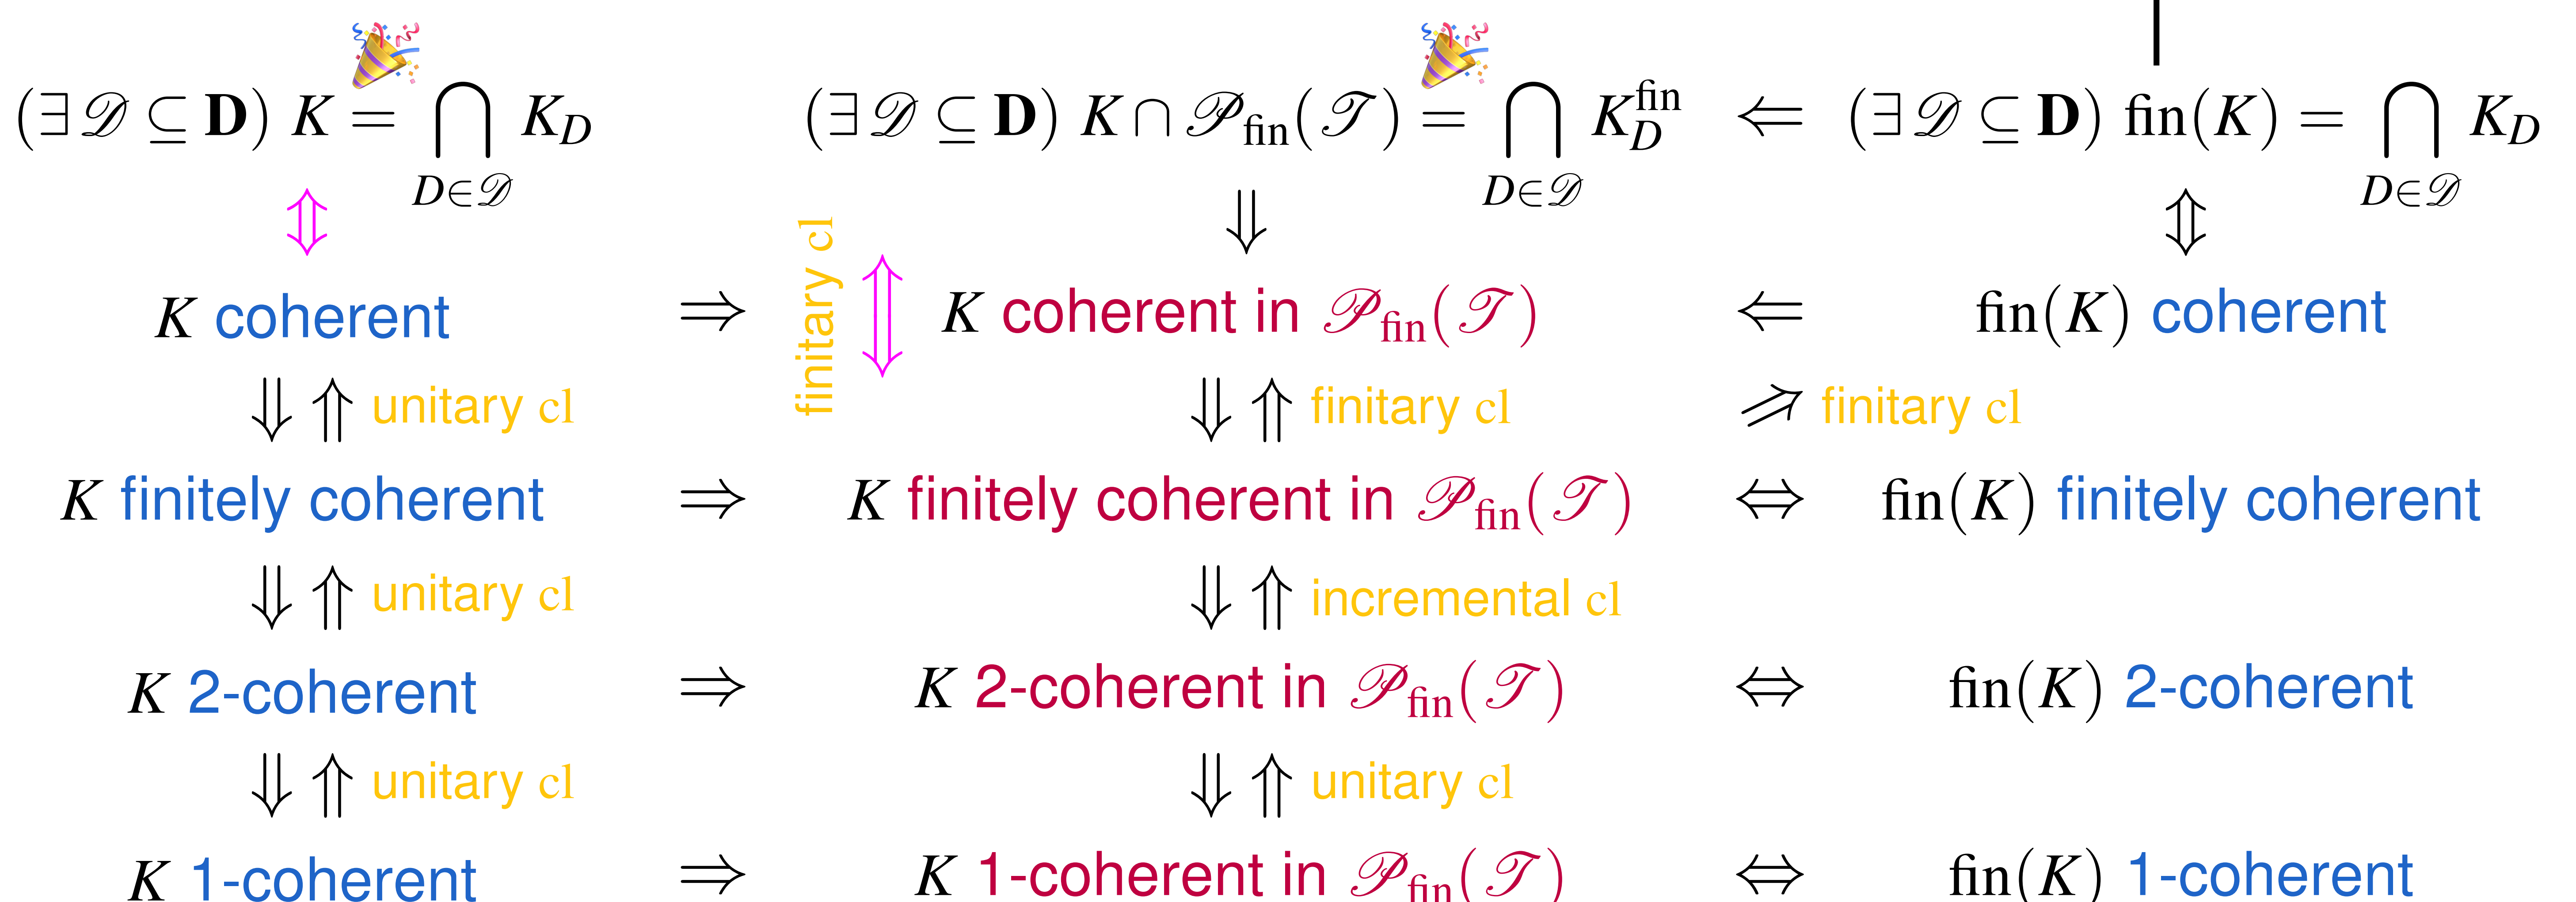 (∃ 𝒟 ⊆ 𝐃) K = ⋂ K_D (∃ 𝒟 ⊆ 𝐃) K ∩ 𝒫_fin(𝒯) = ⋂ K_D^fin ⇐ (∃ 𝒟 ⊆ 𝐃) fin(K) = ⋂ K_D
D∈𝒟 D∈𝒟 D∈𝒟
⇕ finitary cl ⇕ ⇓ ⇕
K coherent ⇒ K coherent in 𝒫_fin(𝒯) ⇐ fin(K) coherent
⇓ ⇑ unitary cl ⇓ ⇑ finitary cl ⇗ finitary cl
K finitely coherent ⇒ K finitely coherent in 𝒫_fin(𝒯) ⇔ fin(K) finitely coherent
⇓ ⇑ unitary cl ⇓ ⇑ incremental cl
K 2-coherent ⇒ K 2-coherent in 𝒫_fin(𝒯) ⇔ fin(K) 2-coherent
⇓ ⇑ unitary cl ⇓ ⇑ unitary cl
K 1-coherent ⇒ K 1-coherent in 𝒫_fin(𝒯) ⇔ fin(K) 1-coherent